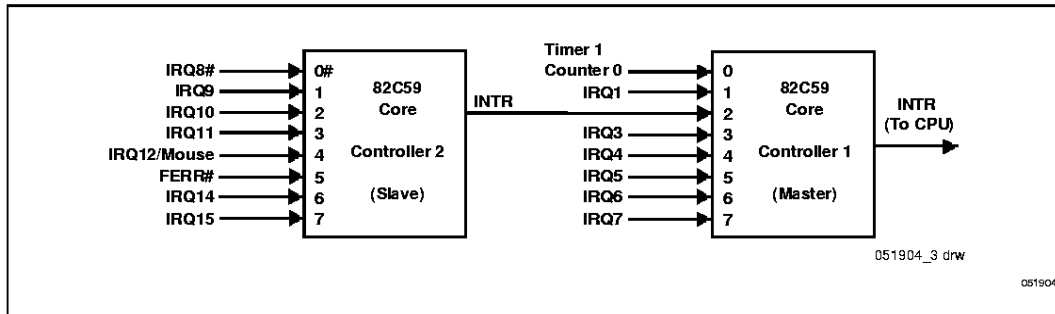 IRQ8#
IRQ9
IRQ10
IRQ11
IRQ12/Mouse
FERR#
IRQ14
IRQ15
0#
1
2
3
4
5
6
7
82C59
Core
Controller 2
(Slave)
INTR
Timer 1
Counter 0
IRQ1
IRQ3
IRQ4
IRQ5
IRQ6
IRQ7
0
1
2
3
4
5
6
7
82C59
Core
Controller 1
(Master)
INTR
(To CPU)
051904_3 drw
051904